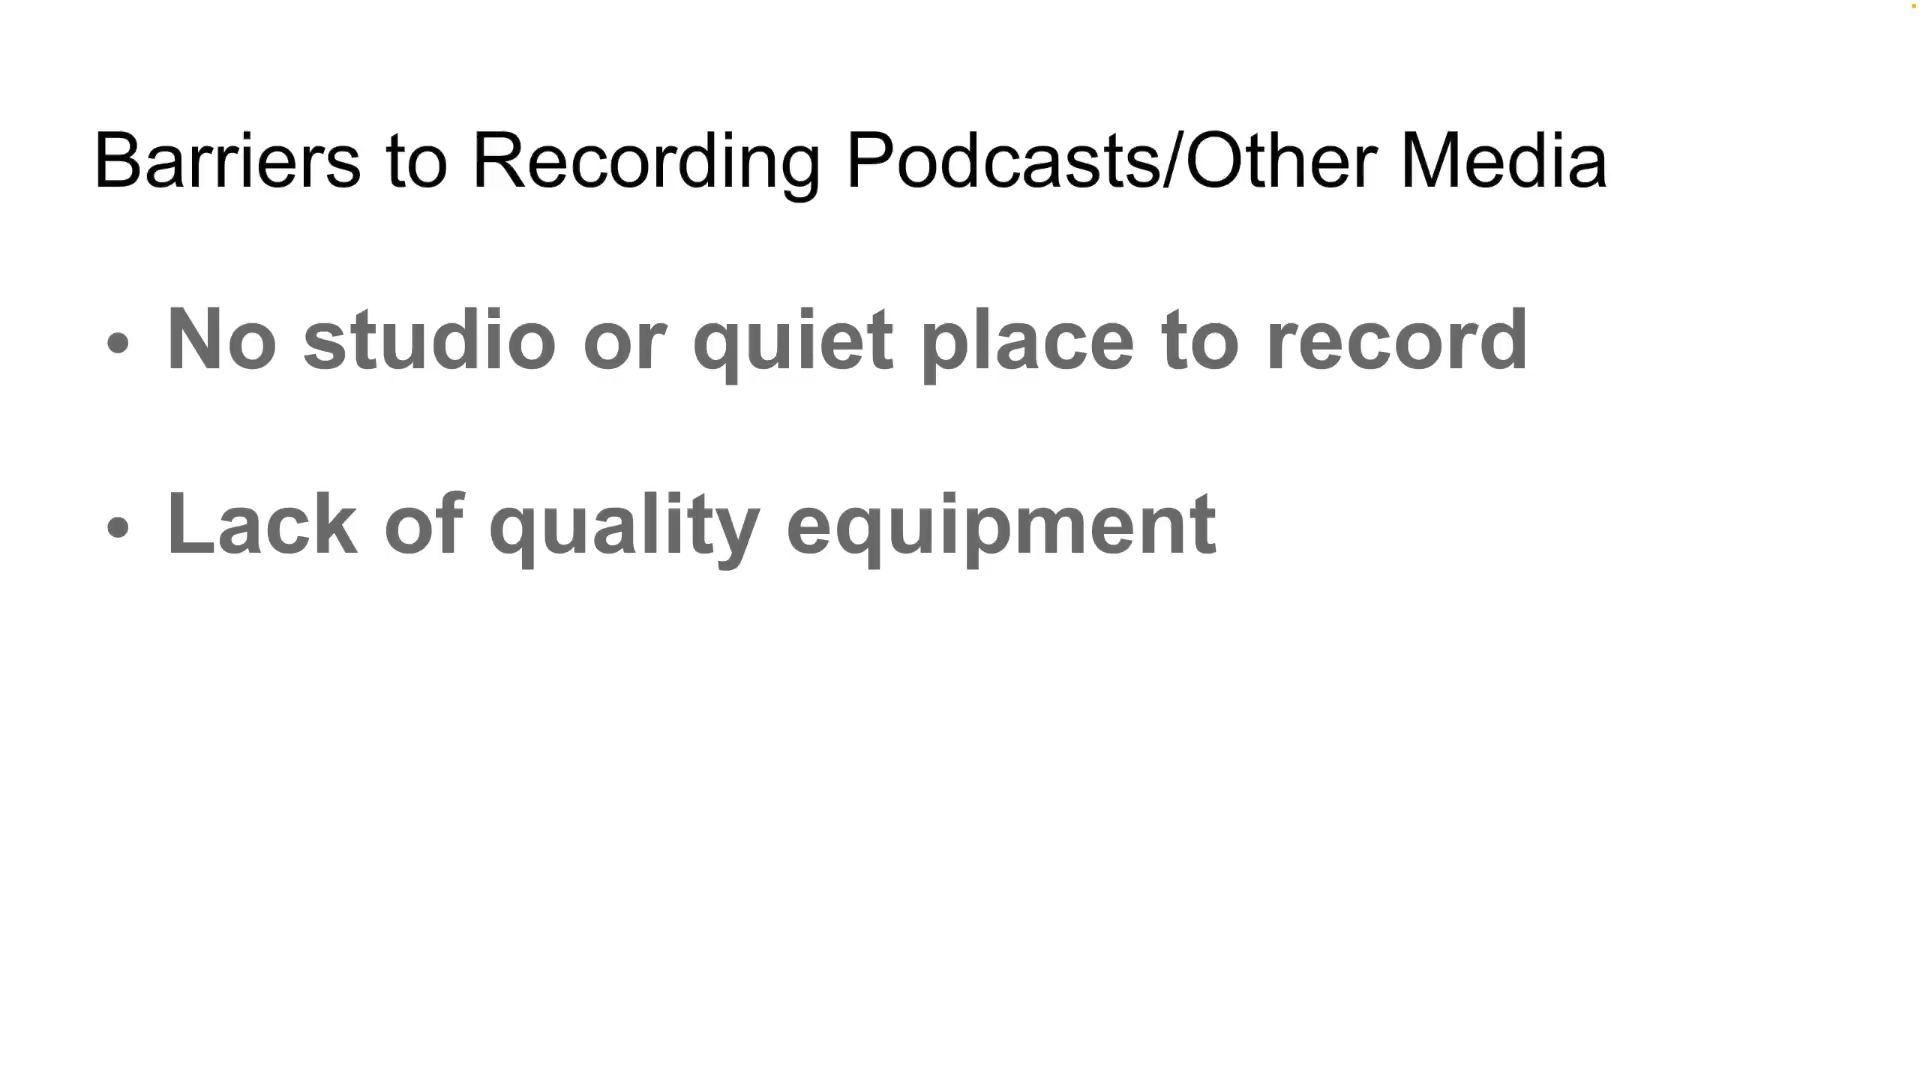 Barriers to Recording Podcasts/Other Media
• No studio or quiet place to record
• Lack of quality equipment